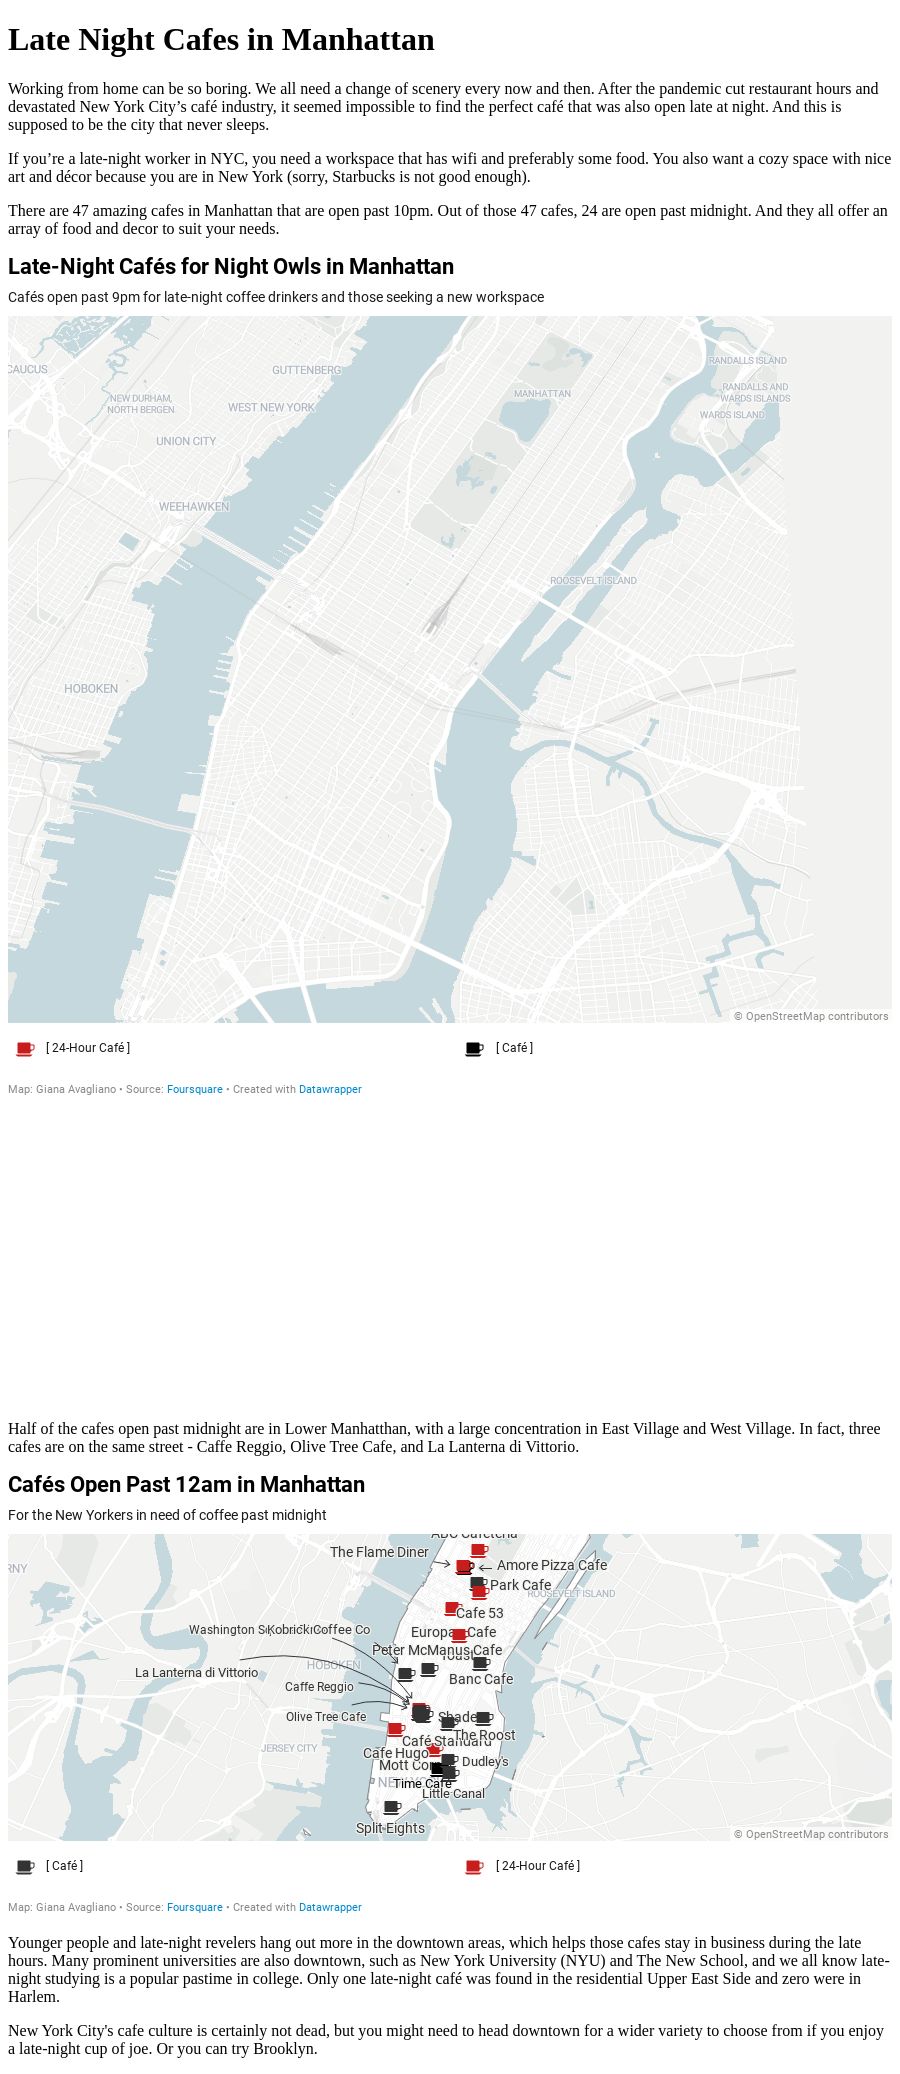 Late Night Cafes in Manhattan
Working from home can be so boring. We all need a change of scenery every now and then. After the pandemic cut restaurant hours and
devastated New York City’s café industry, it seemed impossible to find the perfect café that was also open late at night. And this is
supposed to be the city that never sleeps.
If you’re a late-night worker in NYC, you need a workspace that has wifi and preferably some food. You also want a cozy space with nice
art and décor because you are in New York (sorry, Starbucks is not good enough).
There are 47 amazing cafes in Manhattan that are open past 10pm. Out of those 47 cafes, 24 are open past midnight. And they all offer an
array of food and decor to suit your needs.
Late-Night Cafés for Night Owls in Manhattan
Cafés open past 9pm for late-night coffee drinkers and those seeking a new workspace
RANDALLS ISLAND
CAUCUS
GUTTENBERG
RANDALLS AND
WARDS ISLANDS
MANHATTAN
NEW DURHAM,
NORTH BERGEN
WEST NEW YORK
WARDS ISLAND
UNION CITY
WEEHAWKEN
ROOSEVELT ISLAND
HOBOKEN
© OpenStreetMap contributors
[ 24-Hour Café ]
[ Café ]
Map: Giana Avagliano • Source: Foursquare • Created with Datawrapper
Half of the cafes open past midnight are in Lower Manhatthan, with a large concentration in East Village and West Village. In fact, three
cafes are on the same street - Caffe Reggio, Olive Tree Cafe, and La Lanterna di Vittorio.
Cafés Open Past 12am in Manhattan
For the New Yorkers in need of coffee past midnight
ABC Cafeteria
The Flame Diner
Amore Pizza Cafe
RNY
Park Cafe
ROOSEVELT ISLAND
Cafe 53
Washington
Coffee Co
Europan Cafe
Peter McManus Cafe
HOBOKEN
La Lanterna di Vittorio
Banc Cafe
Caffe Reggio
Olive Tree Cafe
Shade
The Roost
Café Standard
JERSEY CITY
Cafe Hugo
Dudley's
Mott
Time Café
Little Canal
Split Eights
© OpenStreetMap contributors
[ Café ]
[ 24-Hour Café ]
Map: Giana Avagliano • Source: Foursquare • Created with Datawrapper
Younger people and late-night revelers hang out more in the downtown areas, which helps those cafes stay in business during the late
hours. Many prominent universities are also downtown, such as New York University (NYU) and The New School, and we all know late-
night studying is a popular pastime in college. Only one late-night café was found in the residential Upper East Side and zero were in
Harlem.
New York City's cafe culture is certainly not dead, but you might need to head downtown for a wider variety to choose from if you enjoy
a late-night cup of joe. Or you can try Brooklyn.